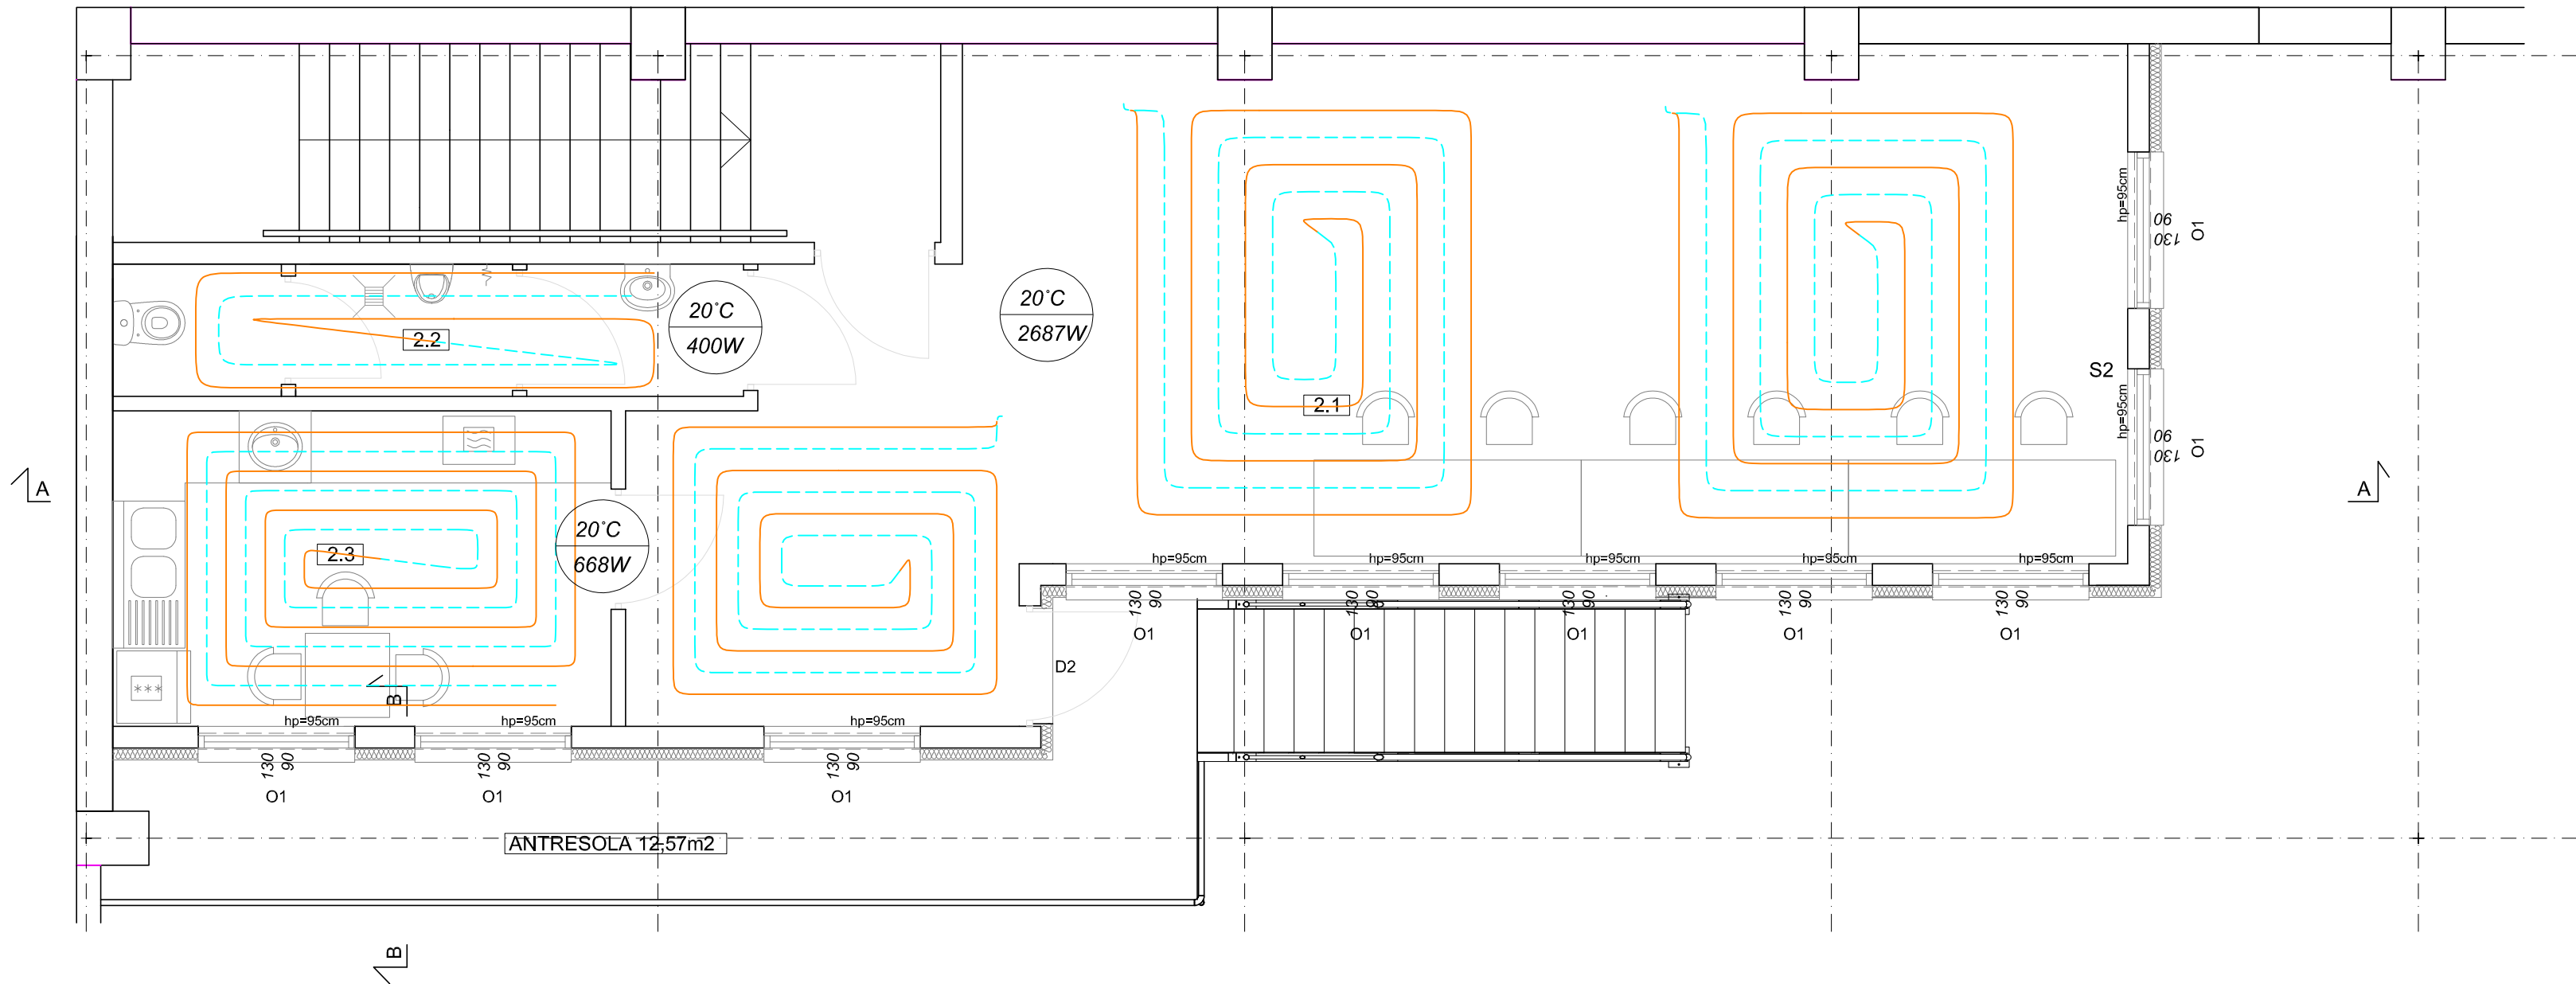 hp=95cm
90
130
O1
20°C
2687W
20°C
400W
2.2
S2
hp=95cm
2.1
90
130
O1
A
A
20°C
668W
2.3
hp=95cm
hp=95cm
hp=95cm
hp=95cm
hp=95cm
130
90
130
90
130
90
130
90
130
90
O1
O1
O1
O1
O1
D2
***
B
hp=95cm
hp=95cm
hp=95cm
130
90
130
90
130
90
O1
O1
O1
ANTRESOLA 12,57m2
B